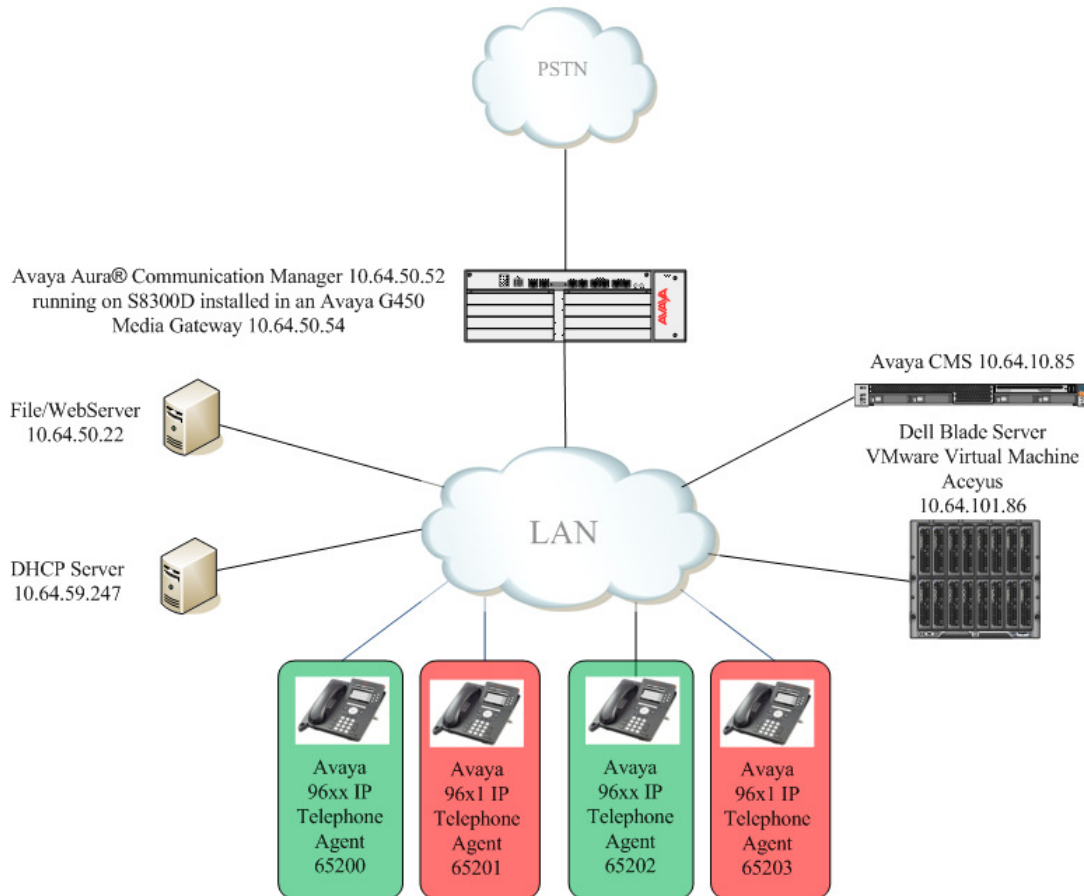 PSTN
Avaya Aura® Communication Manager 10.64.50.52
running on S8300D installed in an Avaya G450
Media Gateway 10.64.50.54
AVAYA
Avaya CMS 10.64.10.85
File/WebServer
10.64.50.22
Dell Blade Server
VMware Virtual Machine
Aceyus
10.64.101.86
LAN
DHCP Server
10.64.59.247
Avaya
96xx IP
Telephone
Agent
65200
Avaya
96x1 IP
Telephone
Agent
65201
Avaya
96xx IP
Telephone
Agent
65202
Avaya
96x1 IP
Telephone
Agent
65203